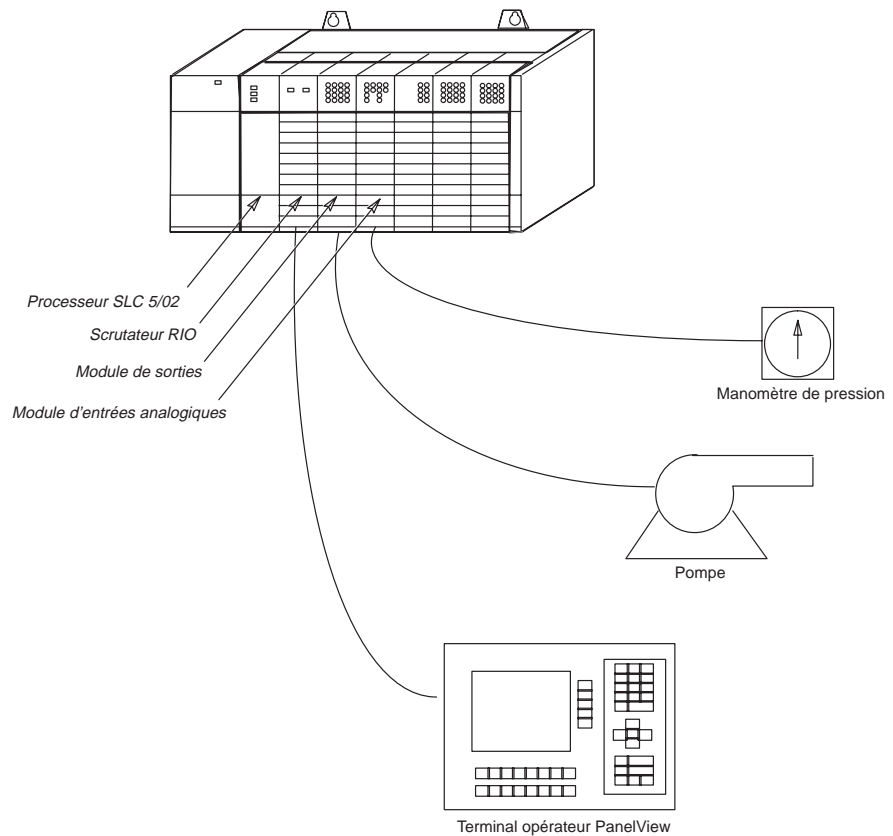 Processeur SLC 5/02
Scrutateur RIO
Module de sorties
Module d'entrées analogiques
Manomètre de pression
Pompe
Terminal opérateur PanelView